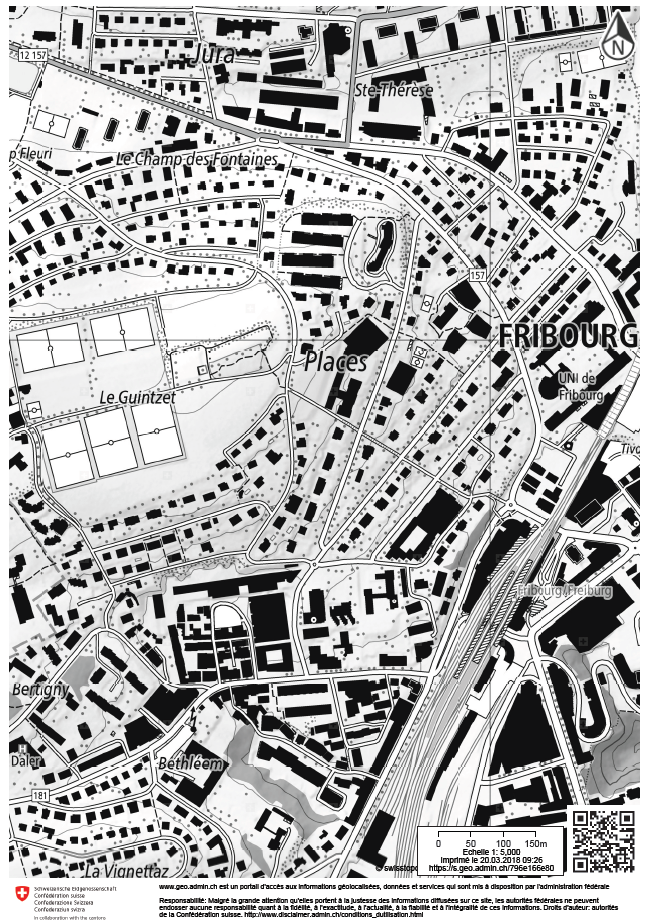 N
Jura
12 157
Ste-Thérèse
p Fleuri
Le Champ des Fontaines
157
FRIBOURG
Places
UNI de
Fribourg
Le Guintzet
Tivo
Fribourg/Freiburg
Bertigny
H
Daler
Bethléem
181
La Vignettaz
0 50 100 150m
Echelle 1: 5,000
Imprimé le 20.03.2018 09:26
https://s.geo.admin.ch/796e166e80
© swisstopo
Schweizerische Eidgenossenschaft
Confédération suisse
Confederazione Svizzera
Confederaziun svizra
In collaboration with the cantons
www.geo.admin.ch est un portail d'accès aux informations géolocalisées, données et services qui sont mis à disposition par l'administration fédérale
Responsabilité: Malgré la grande attention qu'elles portent à la justesse des informations diffusées sur ce site, les autorités fédérales ne peuvent
endosser aucune responsabilité quant à la fidélité, à l'exactitude, à l'actualité, à la fiabilité et à l'intégralité de ces informations. Droits d'auteur: autorités
de la Confédération suisse. http://www.disclaimer.admin.ch/conditions_dutilisation.html